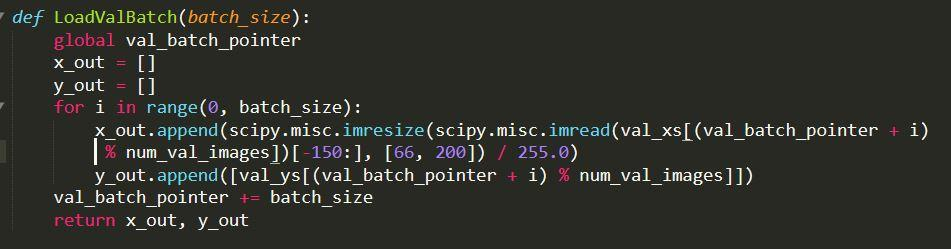 def LoadValBatch(batch_size):
    global val_batch_pointer
    x_out = []
    y_out = []
    for i in range(0, batch_size):
        x_out.append(scipy.misc.imresize(scipy.misc.imread(val_xs[(val_batch_pointer + i)
        % num_val_images])[-150:], [66, 200]) / 255.0)
        y_out.append([val_ys[(val_batch_pointer + i) % num_val_images]])
    val_batch_pointer += batch_size
    return x_out, y_out